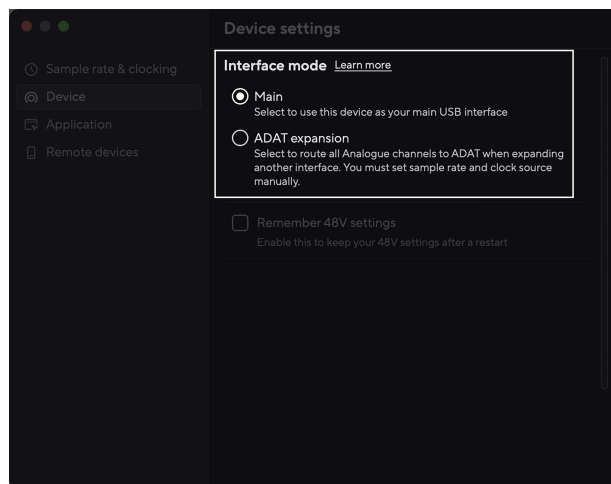 Device settings
Sample rate & clocking
Device
Application
Remote devices
Interface mode Learn more
Main
Select to use this device as your main USB interface
ADAT expansion
Select to route all Analogue channels to ADAT when expanding
another interface. You must set sample rate and clock source
manually.
Remember 48V settings
Enable this to keep your 48V settings after a restart